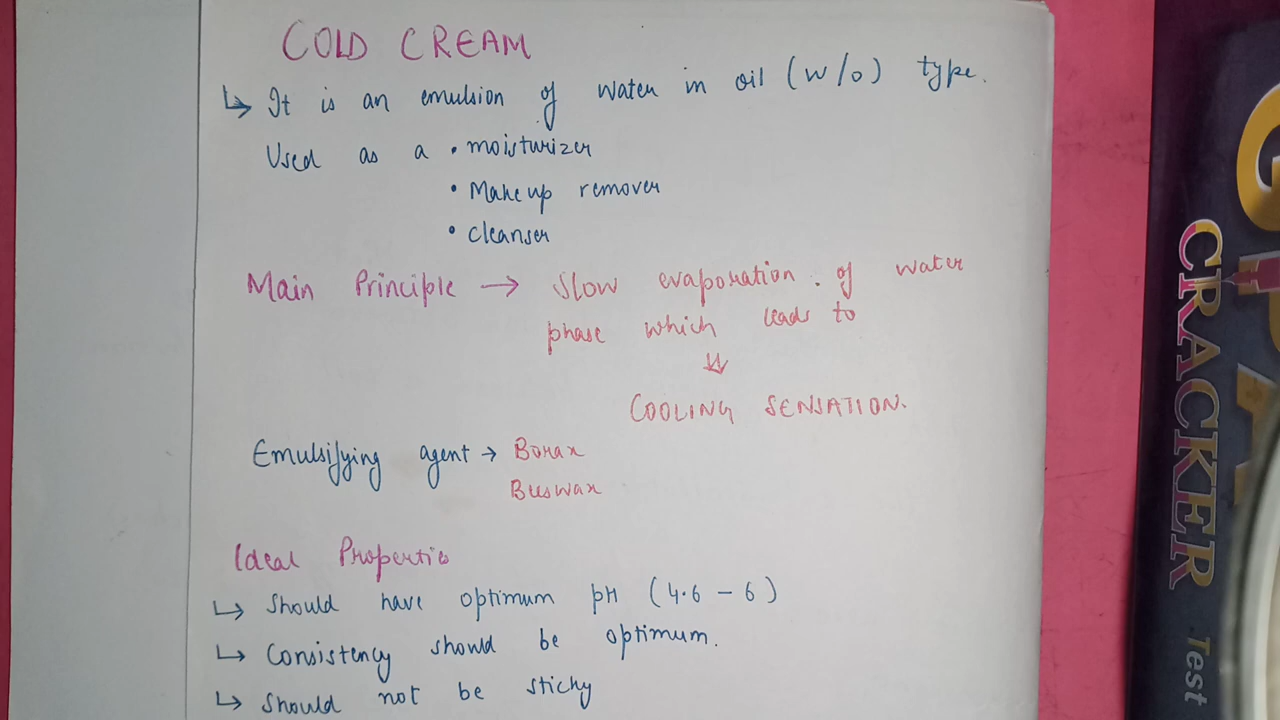 COLD CREAM
↳ It is an emulsion of water in oil (w/o) type.
Used as a • moisturizer
• Makeup remover
• cleanser
Main Principle → Slow evaporation of water
phase which leads to
COOLING SENSATION.
Emulsifying agent → Borax
Beeswax
Ideal Properties
↳ Should have optimum pH (4.6 - 6)
↳ Consistency should be optimum.
↳ Should not be sticky
CRACKER
Test